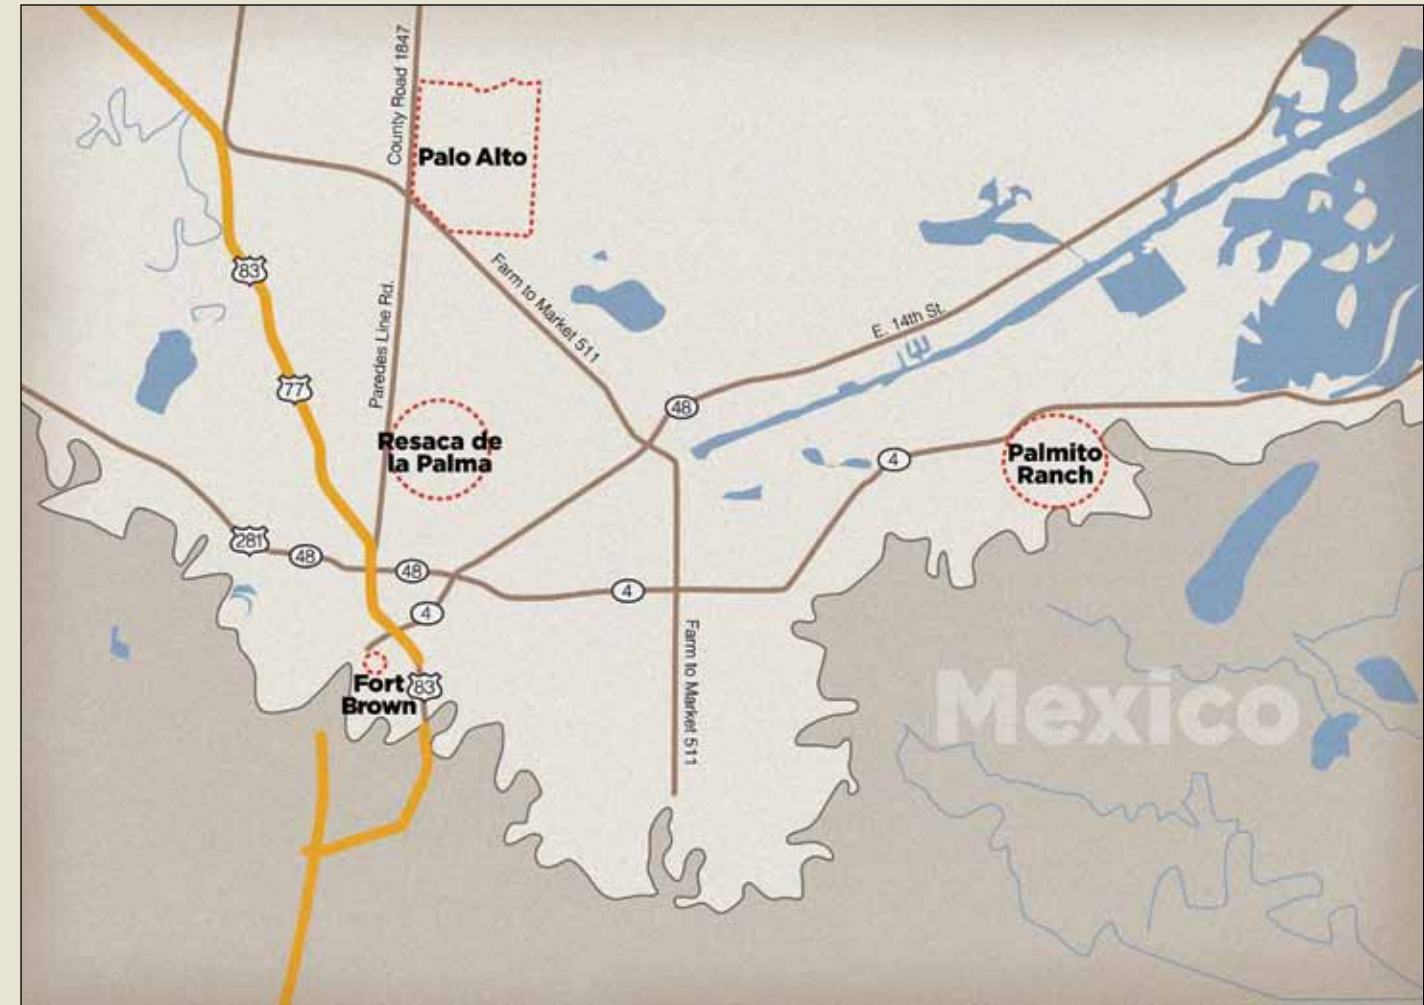 County Road 1847
Palo Alto
83
Farm to Market 511
Paredes Line Rd.
E. 14th St.
77
48
Resaca de
la Palma
4
Palmito
Ranch
281
48
48
4
4
Farm to Market 511
Fort
Brown
83
Mexico